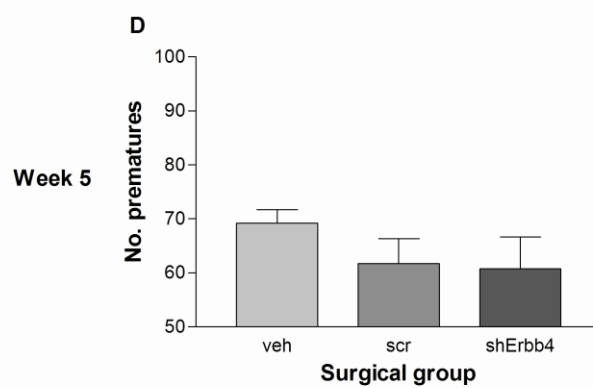 D
100
90
80
70
60
50
No. prematures
Week 5
veh scr shErbb4
Surgical group